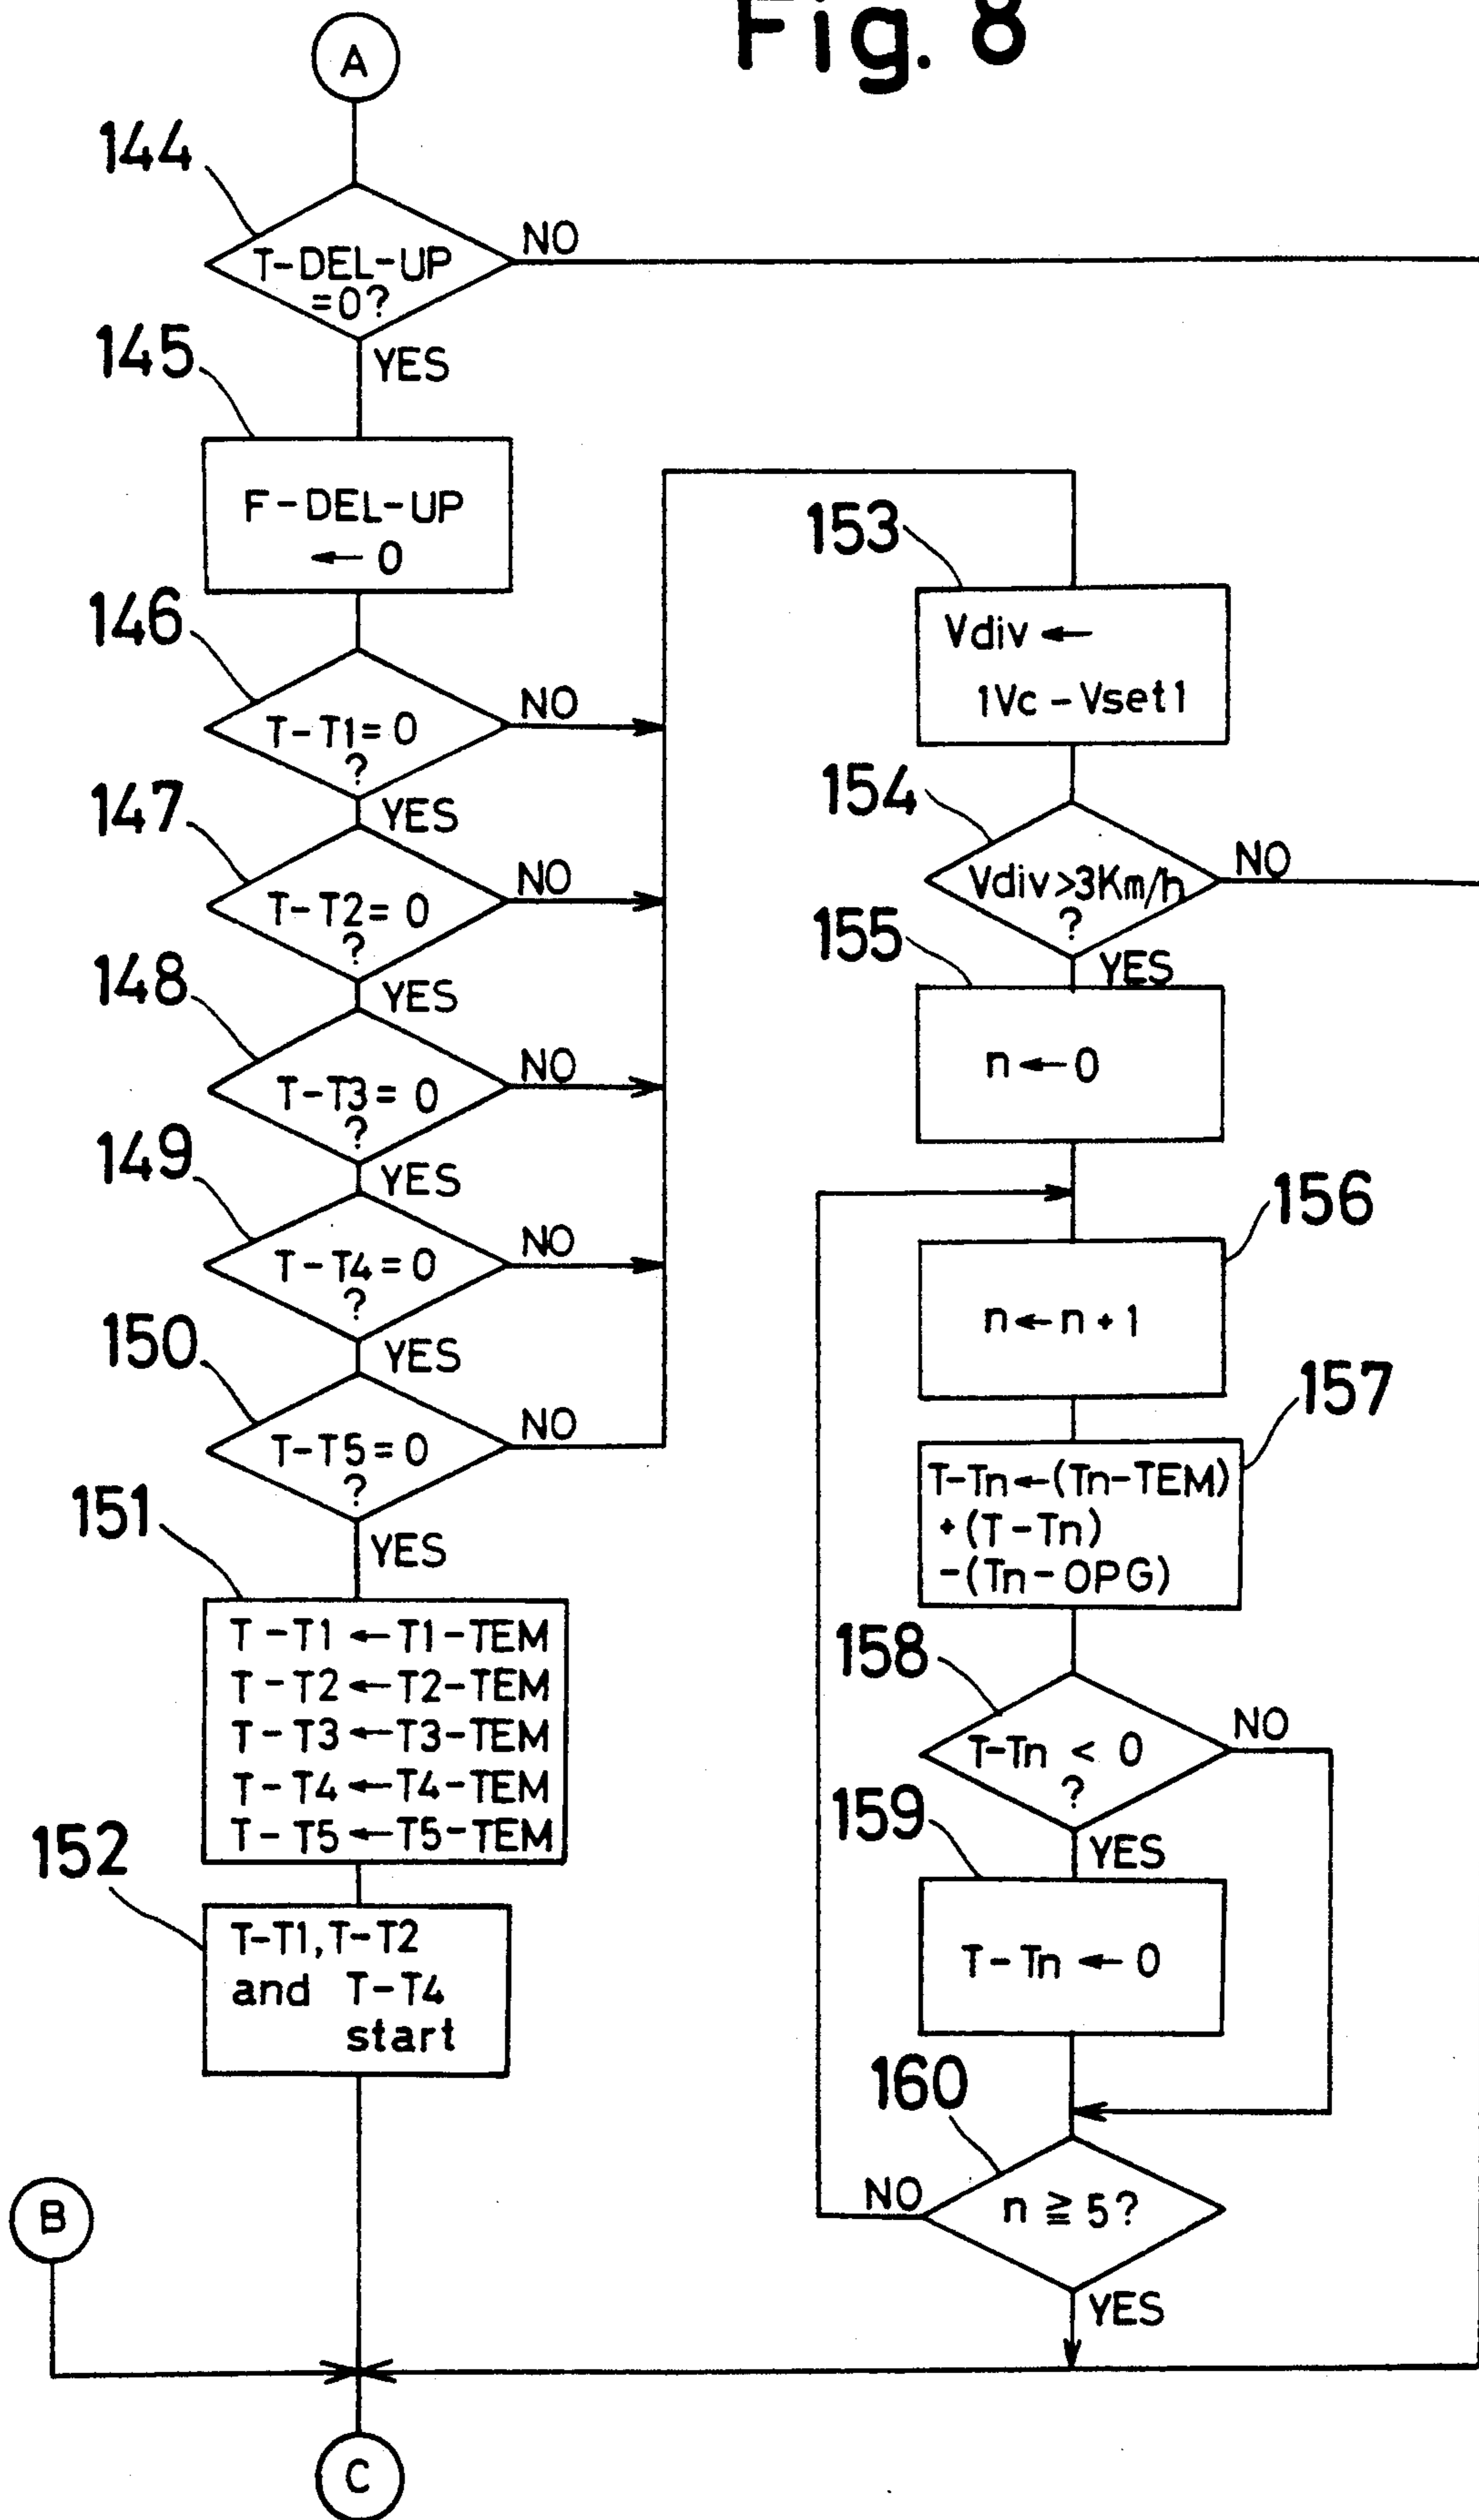 Fig. 8
A
144
T-DEL-UP
=0?
NO
YES
145
F-DEL-UP
← 0
146
T-T1=0
?
NO
YES
147
T-T2=0
?
NO
YES
148
T-T3=0
?
NO
YES
149
T-T4=0
?
NO
YES
150
T-T5=0
?
NO
YES
151
T-T1←T1-TEM
T-T2←T2-TEM
T-T3←T3-TEM
T-T4←T4-TEM
T-T5←T5-TEM
152
T-T1,T-T2
and T-T4
start
B
C
153
Vdiv←
1Vc-Vset1
154
Vdiv>3Km/h
?
NO
YES
155
n←0
156
n←n+1
157
T-Tn←(Tn-TEM)
+(T-Tn)
-(Tn-OPG)
158
T-Tn < 0
?
NO
YES
159
T-Tn ← 0
160
n ≧ 5?
NO
YES